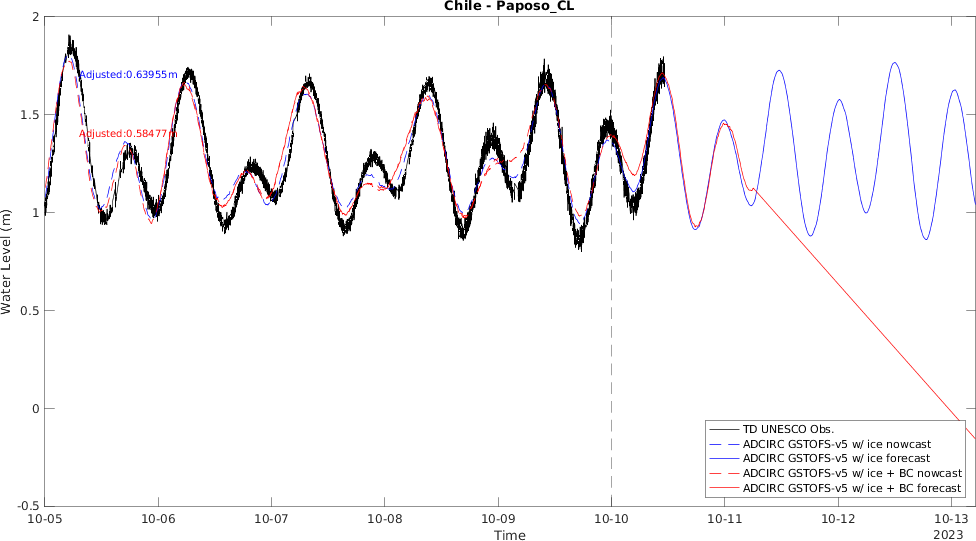 Chile - Paposo_CL
2
1.5
1
0.5
0
-0.5
Water Level (m)
Adjusted:0.63955m
Adjusted:0.58477m
TD UNESCO Obs.
ADCIRC GSTOFS-v5 w/ ice nowcast
ADCIRC GSTOFS-v5 w/ ice forecast
ADCIRC GSTOFS-v5 w/ ice + BC nowcast
ADCIRC GSTOFS-v5 w/ ice + BC forecast
10-05 10-06 10-07 10-08 10-09 10-10 10-11 10-12 10-13
Time
2023